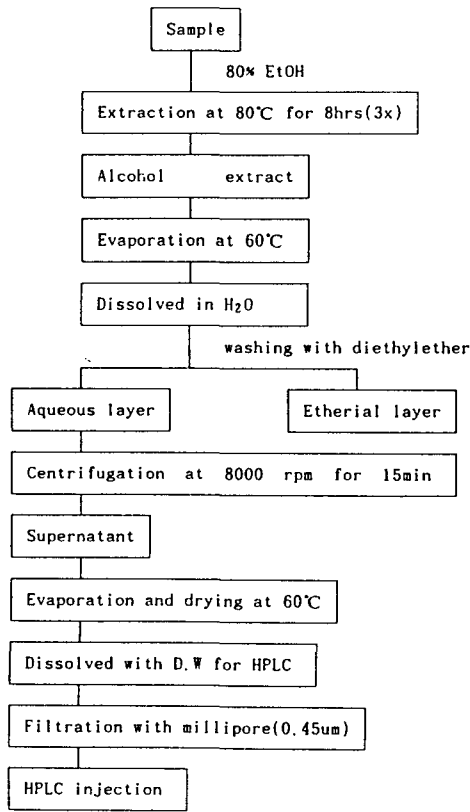 Sample
80% EtOH
Extraction at 80℃ for 8hrs(3x)
Alcohol extract
Evaporation at 60℃
Dissolved in H₂O
washing with diethylether
Aqueous layer
Etherial layer
Centrifugation at 8000 rpm for 15min
Supernatant
Evaporation and drying at 60℃
Dissolved with D.W for HPLC
Filtration with millipore(0.45um)
HPLC injection